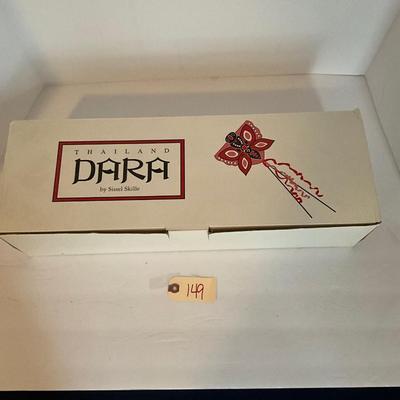 THAILAND
DARA
by Sissel Skille
149